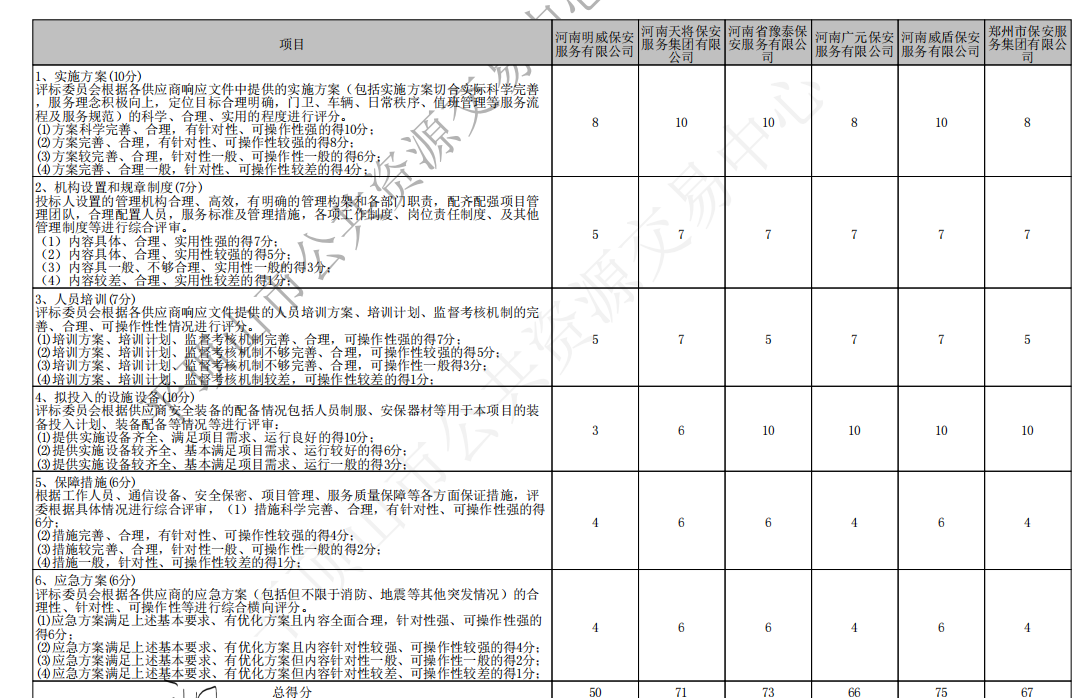 项目 河南明威保安服务有限公司 河南天将保安服务集团有限公司 河南省豫泰保安服务有限公司 河南广元保安服务有限公司 河南威盾保安服务有限公司 郑州市保安服务集团有限公司
1、实施方案(10分)
评标委员会根据各供应商响应文件中提供的实施方案（包括实施方案切合实际科学完善
，服务理念积极向上，定位目标合理明确，门卫、车辆、日常秩序、值班管理等服务流
程及服务规范）的科学、合理、实用的程度进行评分。
(1)方案科学完善、合理，有针对性、可操作性强的得10分；
(2)方案完善、合理，有针对性、可操作性较强的得8分；
(3)方案较完善、合理，针对性一般、可操作性一般的得6分；
(4)方案完善、合理一般，针对性、可操作性较差的得4分；
8 10 10 8 10 8
2、机构设置和规章制度(7分)
投标人设置的管理机构合理、高效，有明确的管理构架和各部门职责，配齐配强项目管
理团队，合理配置人员，服务标准及管理措施，各项工作制度、岗位责任制度、及其他
管理制度等进行综合评审。
（1）内容具体、合理、实用性强的得7分；
（2）内容具体、合理、实用性较强的得5分；
（3）内容具一般、不够合理、实用性一般的得3分；
（4）内容较差、合理、实用性较差的得1分；
5 7 7 7 7 7
3、人员培训(7分)
评标委员会根据各供应商响应文件提供的人员培训方案、培训计划、监督考核机制的完
善、合理、可操作性性情况进行评分。
(1)培训方案、培训计划、监督考核机制完善、合理，可操作性强的得7分；
(2)培训方案、培训计划、监督考核机制不够完善、合理，可操作性较强的得5分；
(3)培训方案、培训计划、监督考核机制不够完善、合理，可操作性一般得3分；
(4)培训方案、培训计划、监督考核机制较差，可操作性较差的得1分；
5 7 5 7 7 5
4、拟投入的设施设备(10分)
评标委员会根据供应商安全装备的配备情况包括人员制服、安保器材等用于本项目的装
备投入计划、装备配备等情况等进行评审：
(1)提供实施设备齐全、满足项目需求、运行良好的得10分；
(2)提供实施设备较齐全、基本满足项目需求、运行较好的得6分；
(3)提供实施设备较齐全、基本满足项目需求、运行一般的得3分；
3 6 10 10 10 10
5、保障措施(6分)
根据工作人员、通信设备、安全保密、项目管理、服务质量保障等各方面保证措施，评
委根据具体情况进行综合评审，（1）措施科学完善、合理，有针对性、可操作性强的得
6分；
(2)措施完善、合理，有针对性、可操作性较强的得4分；
(3)措施较完善、合理，针对性一般、可操作性一般的得2分；
(4)措施一般，针对性、可操作性较差的得1分；
4 6 6 4 6 4
6、应急方案(6分)
评标委员会根据各供应商的应急方案（包括但不限于消防、地震等其他突发情况）的合
理性、针对性、可操作性等进行综合横向评分。
(1)应急方案满足上述基本要求、有优化方案且内容全面合理，针对性强、可操作性强的
得6分；
(2)应急方案满足上述基本要求、有优化方案且内容针对性较强、可操作性较强的得4分；
(3)应急方案满足上述基本要求、有优化方案但内容针对性一般、可操作性一般的得2分；
(4)应急方案满足上述基本要求、有优化方案但内容针对性较差、可操作性较差的得1分；
4 6 6 4 6 4
总得分 50 71 73 66 75 67
平顶山市公共资源交易中心
平顶山市公共资源交易中心